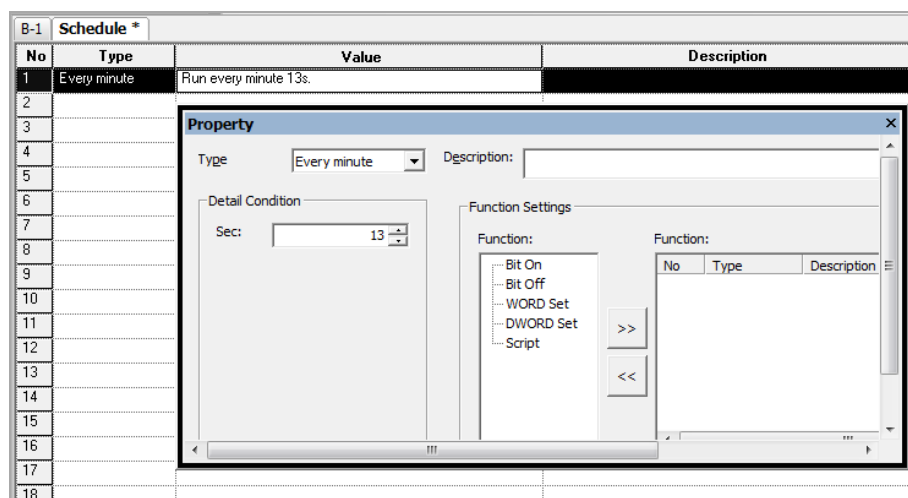 B-1 Schedule *
No Type Value Description
1 Every minute Run every minute 13s.
2
3
Property
4
Type Every minute Description:
5
6
Detail Condition Function Settings
7
Sec: 13
8
Function: Function:
9
Bit On No Type Description
10
Bit Off
WORD Set
11
DWORD Set >>
12
Script
13
<<
14
15
16
17
18